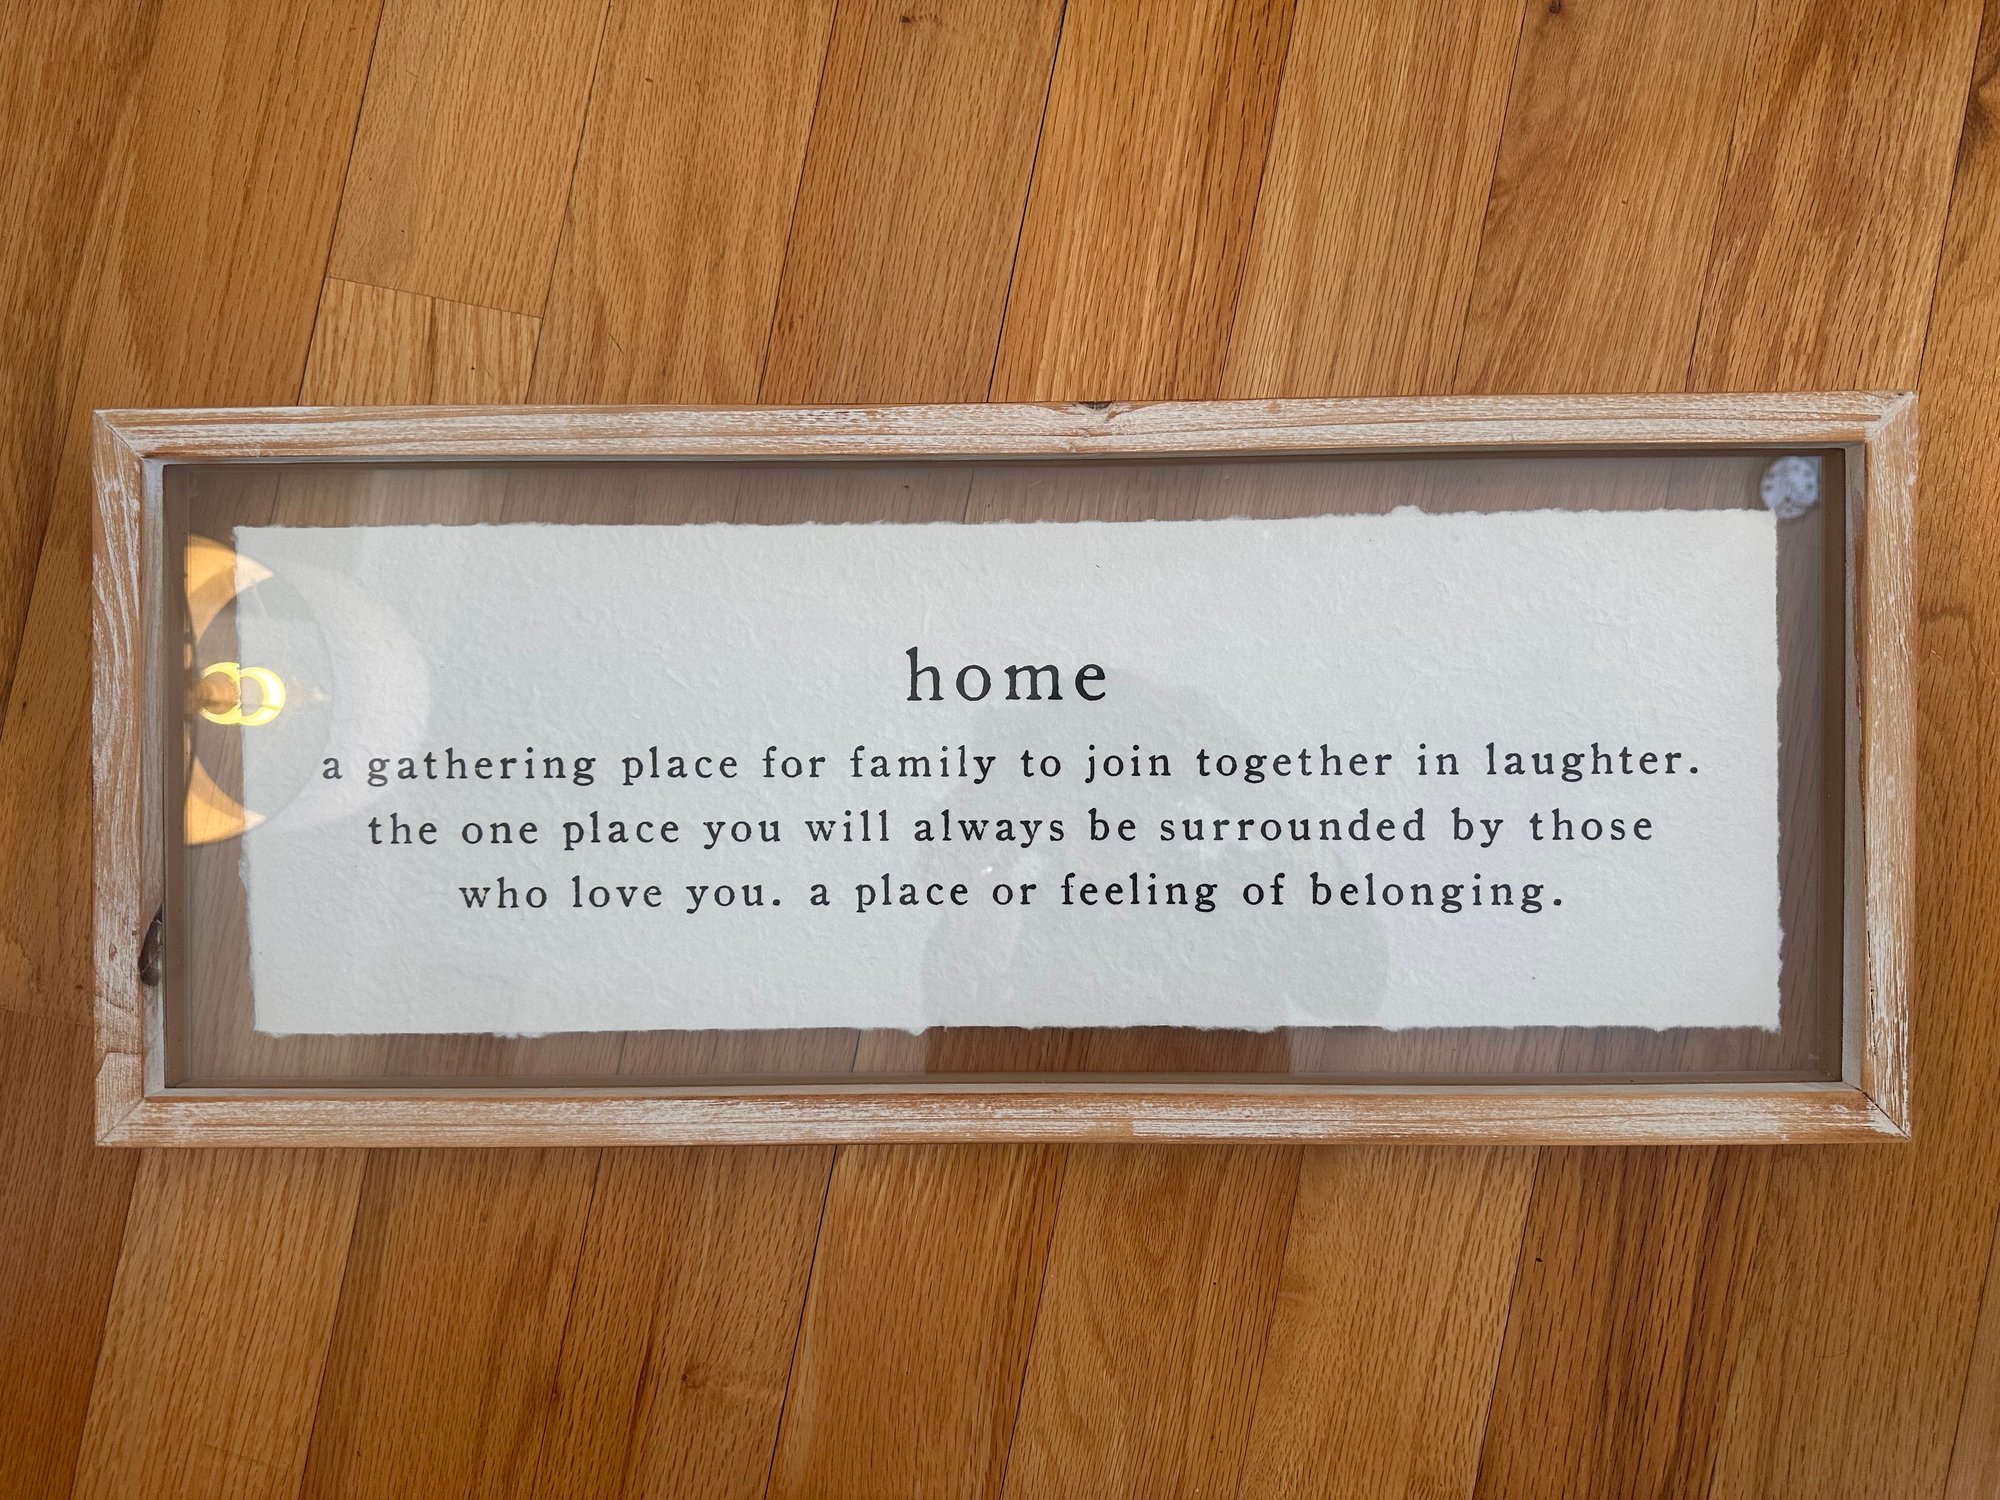 home
a gathering place for family to join together in laughter.
the one place you will always be surrounded by those
who love you. a place or feeling of belonging.